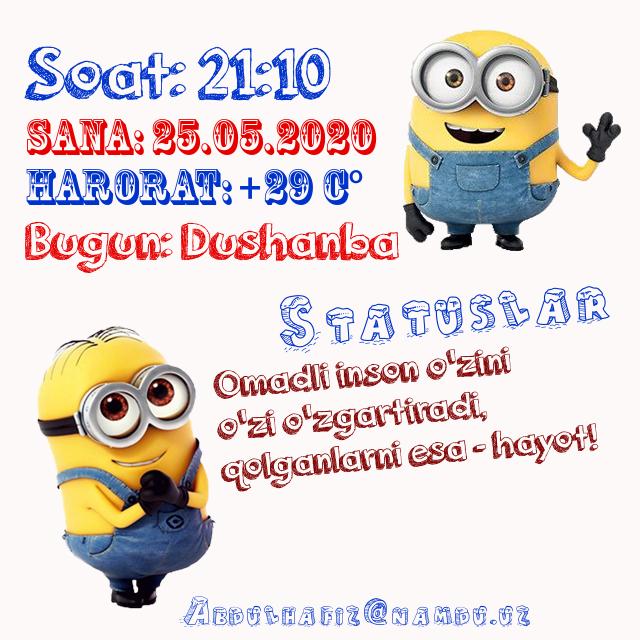 Soat: 21:10
SANA: 25.05.2020
HARORAT: +29 C°
Bugun: Dushanba
Statuslar
Omadli inson o'zini
o'zi o'zgartiradi,
qolganlarni esa - hayot!
Abdulhafiz@namdu.uz